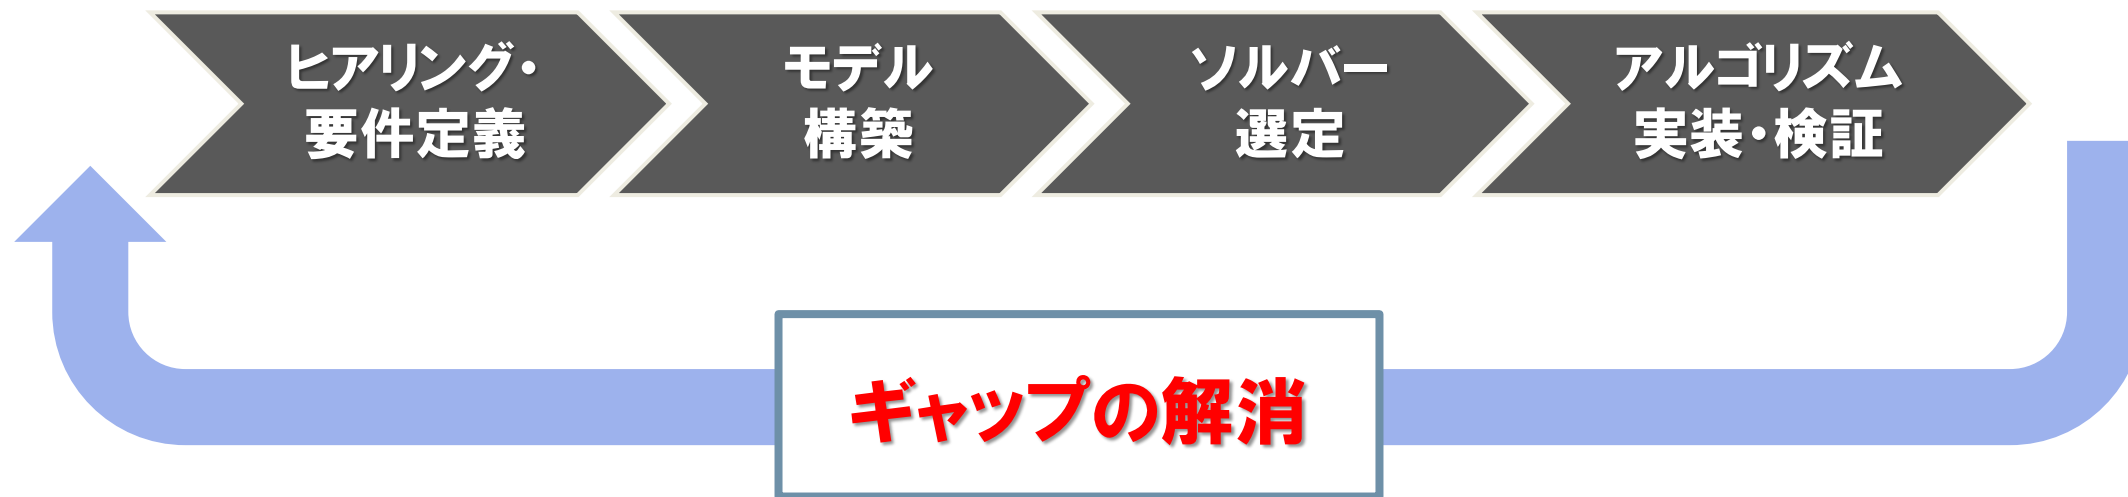 ヒアリング・
要件定義
モデル
構築
ソルバー
選定
アルゴリズム
実装・検証
ギャップの解消